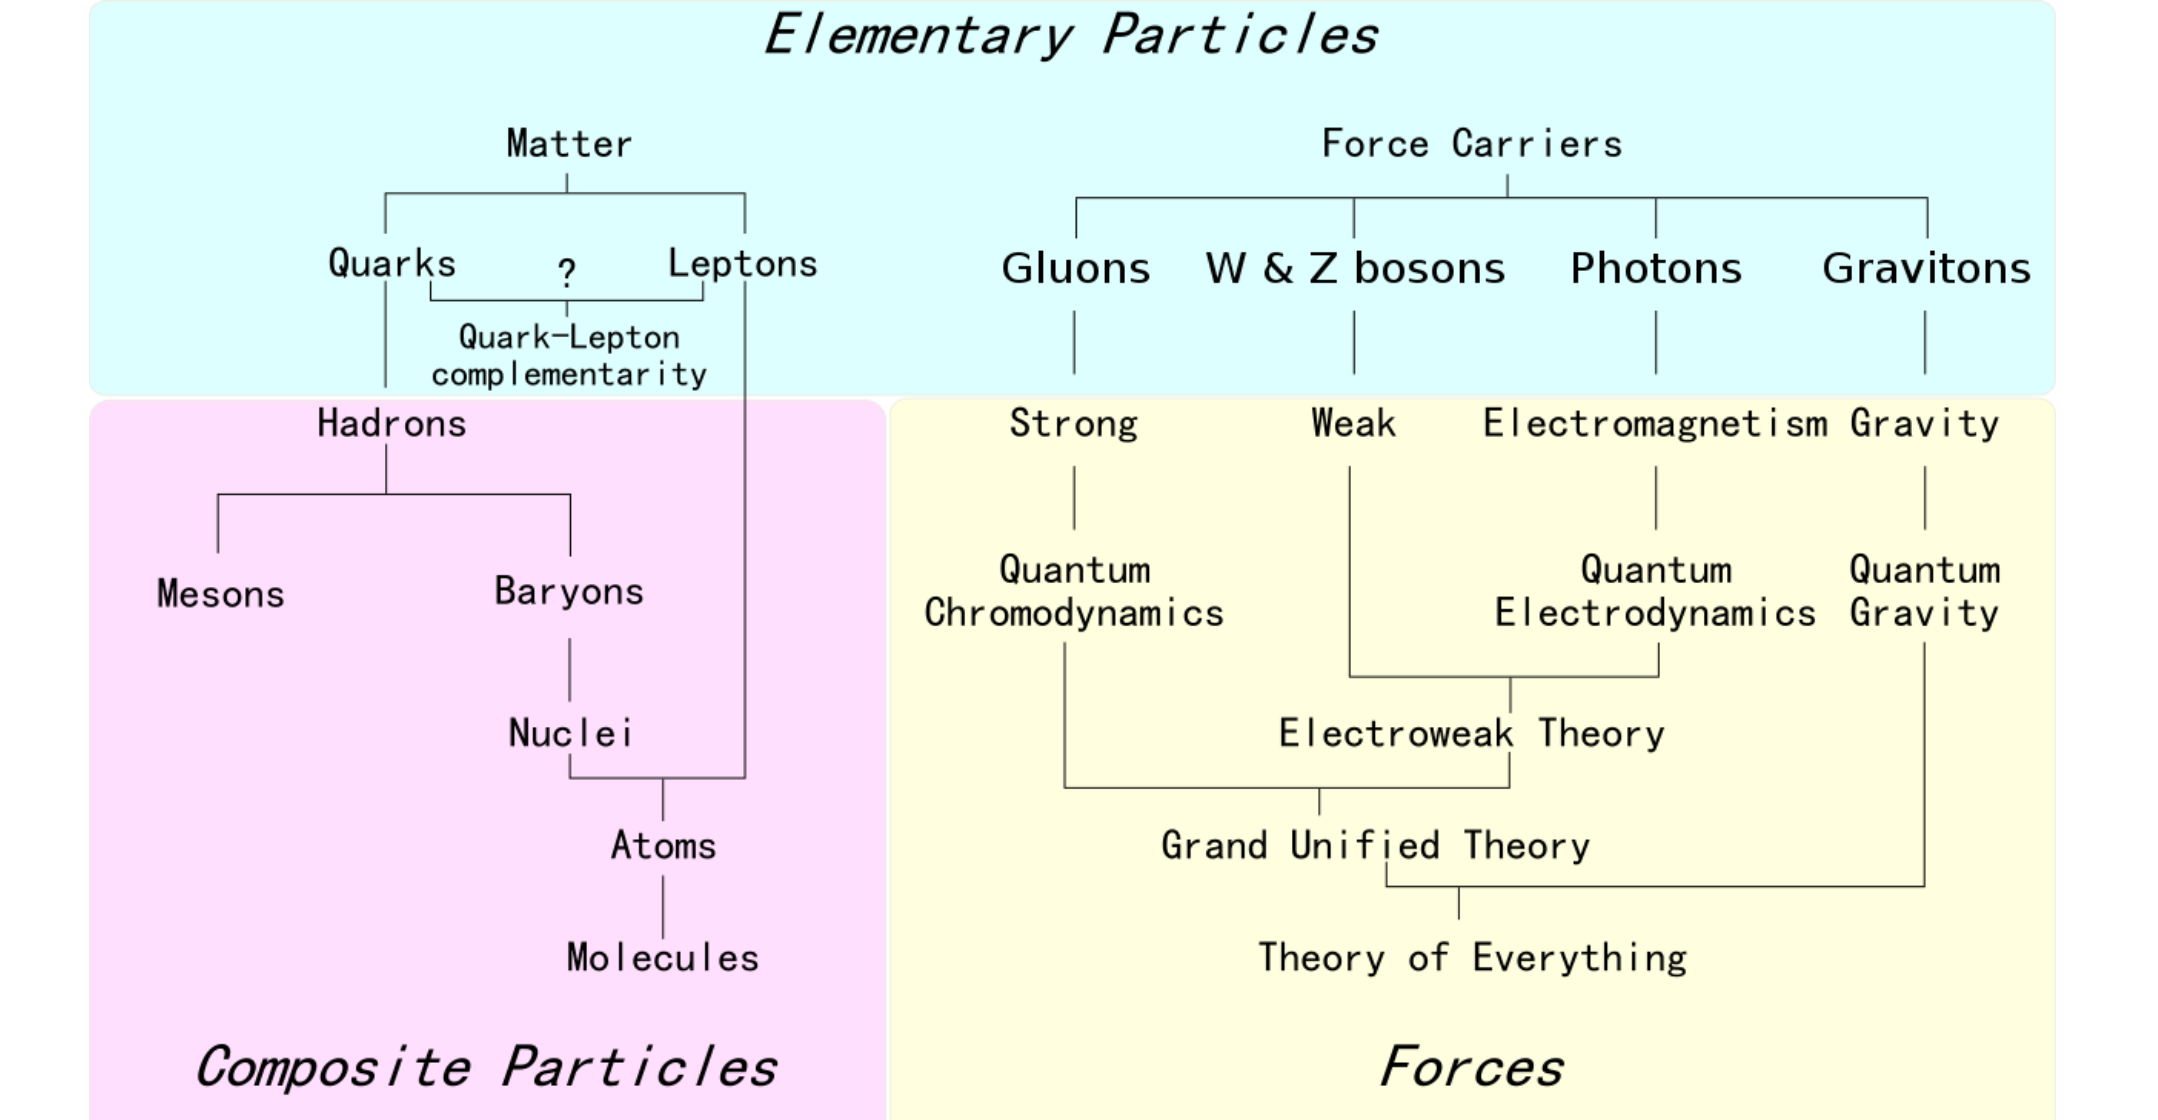 Elementary Particles
Matter
Force Carriers
Quarks
?
Leptons
Gluons
W & Z bosons
Photons
Gravitons
Quark-Lepton
complementarity
Hadrons
Strong
Weak
Electromagnetism
Gravity
Mesons
Baryons
Quantum
Chromodynamics
Quantum
Electrodynamics
Quantum
Gravity
Nuclei
Electroweak Theory
Atoms
Grand Unified Theory
Molecules
Theory of Everything
Composite Particles
Forces